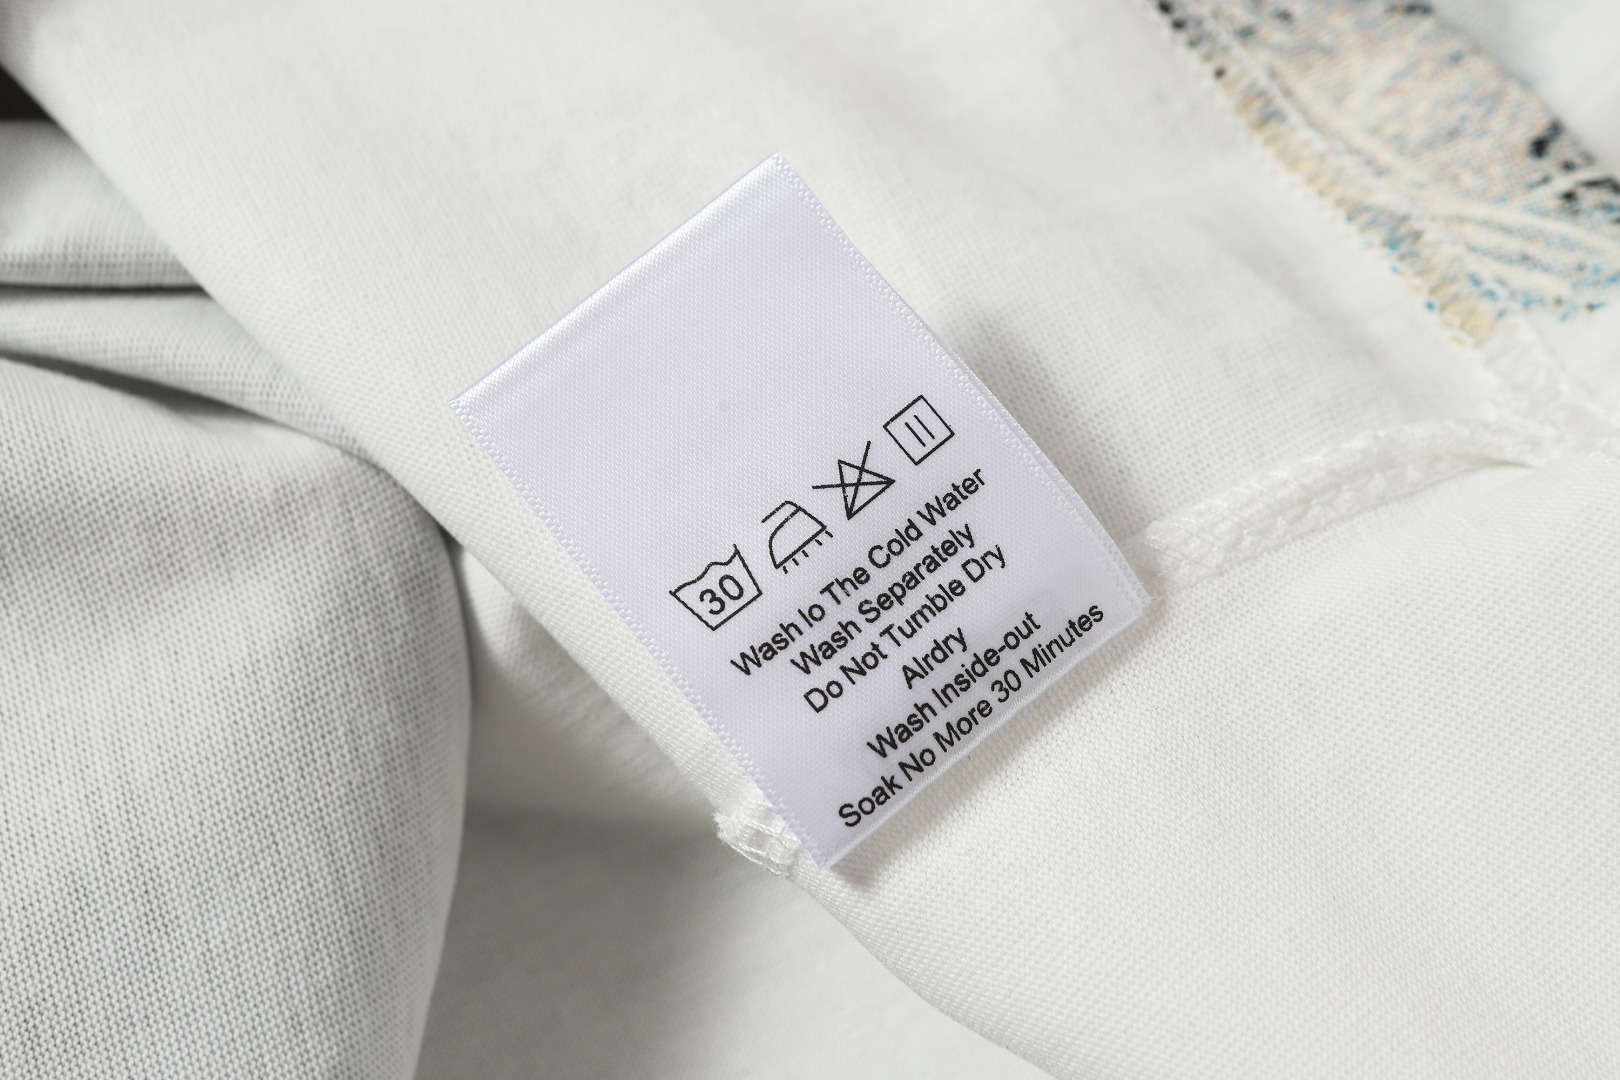 30
Wash Io The Cold Water
Wash Separately
Do Not Tumble Dry
AIrdry
Wash Inside-out
Soak No More 30 Minutes